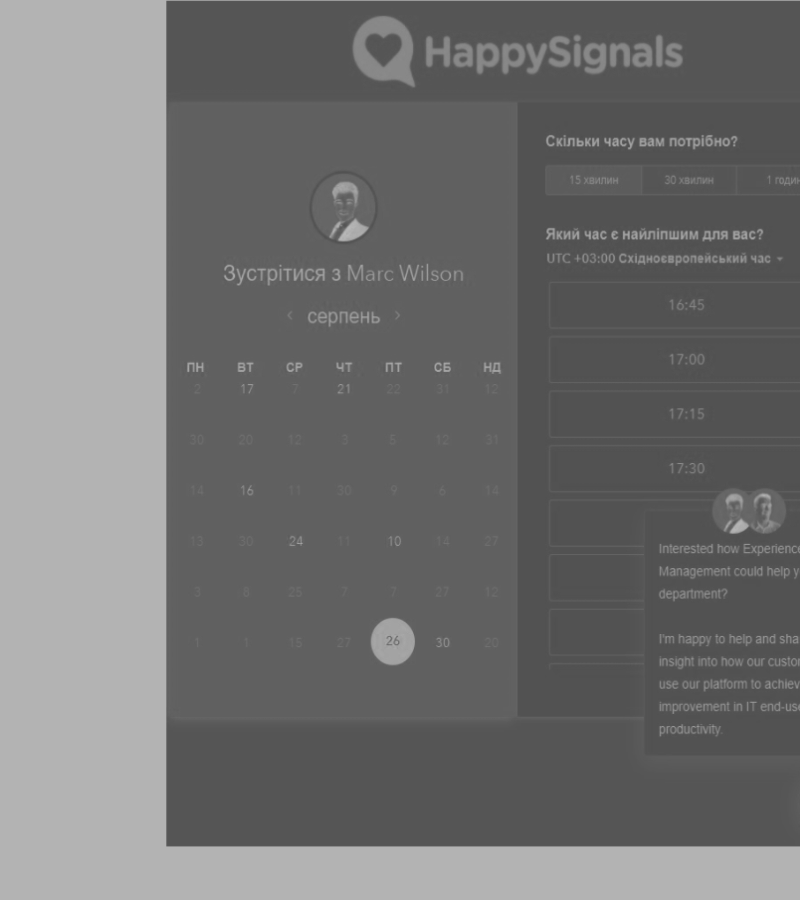 HappySignals
Зустрітися з Marc Wilson
‹ серпень ›
ПН ВТ СР ЧТ ПТ СБ НД
2 17 7 21 22 31 12
30 20 12 3 5 12 31
14 16 11 30 9 6 14
13 30 24 11 10 14 27
3 8 25 7 7 27 12
1 1 15 27 26 30 20
Скільки часу вам потрібно?
15 хвилин 30 хвилин 1 годин
Який час є найліпшим для вас?
UTC +03:00 Східноєвропейський час
16:45
17:00
17:15
17:30
Interested how Experience
Management could help y
department?
I'm happy to help and sha
insight into how our custo
use our platform to achiev
improvement in IT end-use
productivity.